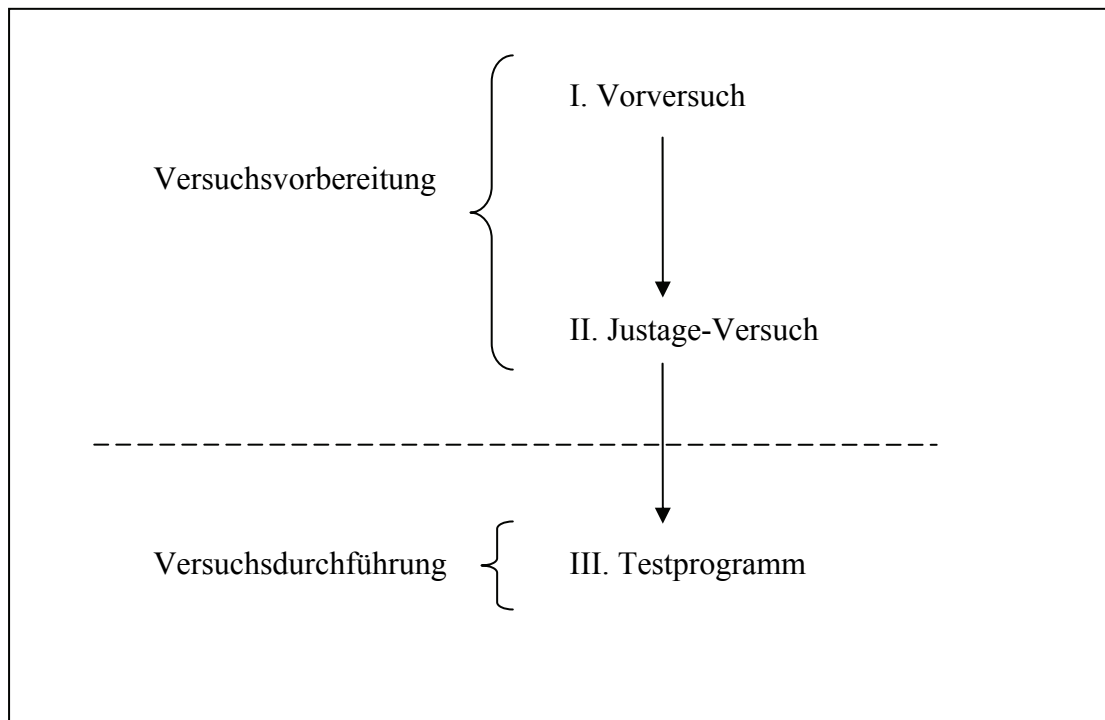 I. Vorversuch
Versuchsvorbereitung
II. Justage-Versuch
Versuchsdurchführung
III. Testprogramm